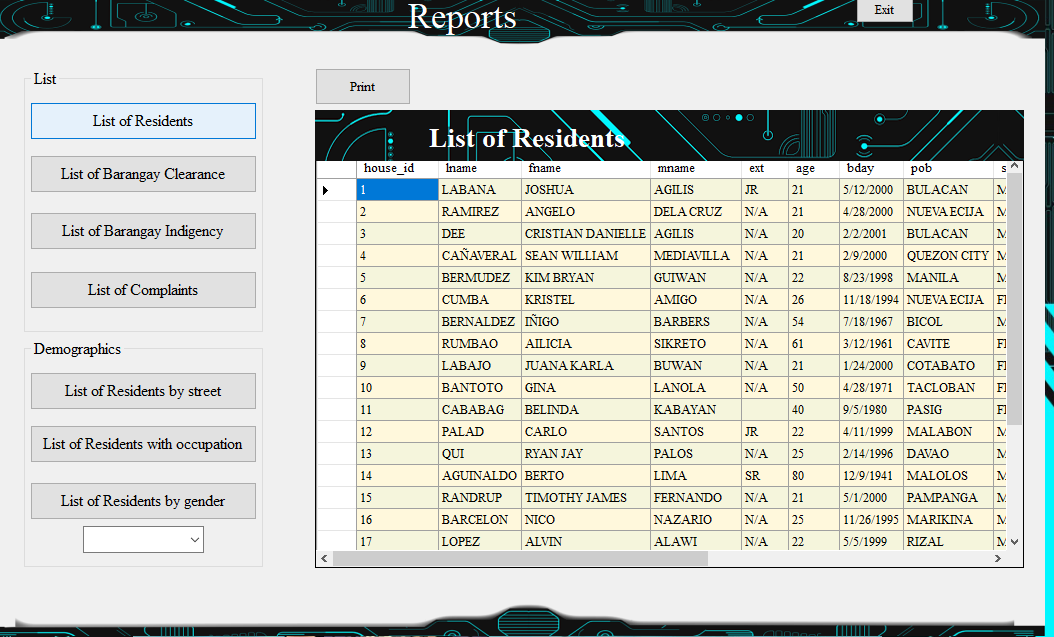 Reports
Exit
List
List of Residents
List of Barangay Clearance
List of Barangay Indigency
List of Complaints
Demographics
List of Residents by street
List of Residents with occupation
List of Residents by gender
Print
List of Residents
house_id lname fname mname ext age bday pob s
1 LABANA JOSHUA AGILIS JR 21 5/12/2000 BULACAN M
2 RAMIREZ ANGELO DELA CRUZ N/A 21 4/28/2000 NUEVA ECIJA M
3 DEE CRISTIAN DANIELLE AGILIS N/A 20 2/2/2001 BULACAN M
4 CAÑAVERAL SEAN WILLIAM MEDIAVILLA N/A 21 2/9/2000 QUEZON CITY M
5 BERMUDEZ KIM BRYAN GUIWAN N/A 22 8/23/1998 MANILA M
6 CUMBA KRISTEL AMIGO N/A 26 11/18/1994 NUEVA ECIJA F
7 BERNALDEZ IÑIGO BARBERS N/A 54 7/18/1967 BICOL M
8 RUMBAO AILICIA SIKRETO N/A 61 3/12/1961 CAVITE F
9 LABAJO JUANA KARLA BUWAN N/A 21 1/24/2000 COTABATO F
10 BANTOTO GINA LANOLA N/A 50 4/28/1971 TACLOBAN F
11 CABABAG BELINDA KABAYAN 40 9/5/1980 PASIG F
12 PALAD CARLO SANTOS JR 22 4/11/1999 MALABON M
13 QUI RYAN JAY PALOS N/A 25 2/14/1996 DAVAO M
14 AGUINALDO BERTO LIMA SR 80 12/9/1941 MALOLOS M
15 RANDRUP TIMOTHY JAMES FERNANDO N/A 21 5/1/2000 PAMPANGA M
16 BARCELON NICO NAZARIO N/A 25 11/26/1995 MARIKINA M
17 LOPEZ ALVIN ALAWI N/A 22 5/5/1999 RIZAL M